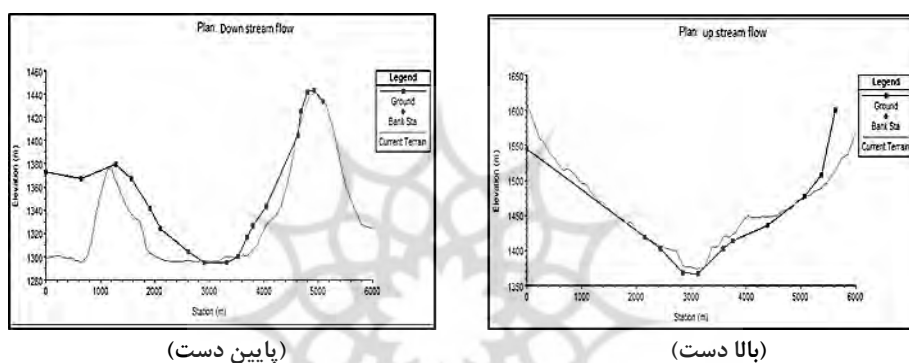 Plan: Down stream flow
Elevation (m)
1460
1440
1420
1400
1380
1360
1340
1320
1300
1280
0
1000
2000
3000
4000
5000
6000
Station (m)
Legend
Ground
Bank Sta
Current Terrain
(پایین دست)
Plan: up stream flow
Elevation (m)
1650
1600
1550
1500
1450
1400
1350
0
1000
2000
3000
4000
5000
6000
Station (m)
Legend
Ground
Bank Sta
Current Terrain
(بالا دست)